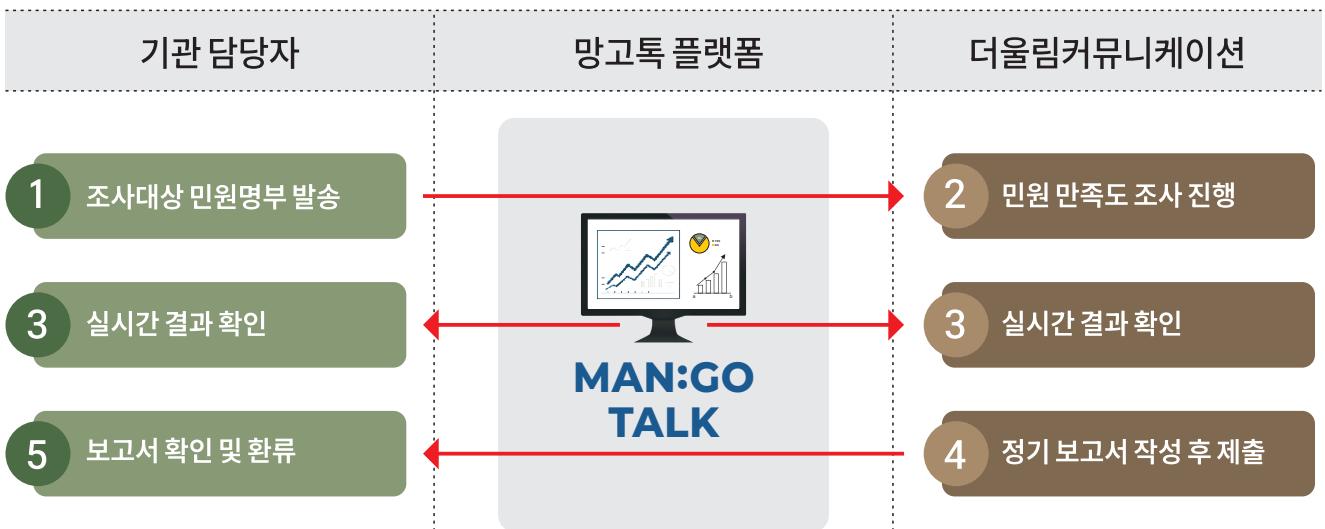 기관 담당자
망고톡 플랫폼
더울림커뮤니케이션
1 조사대상 민원명부 발송
2 민원 만족도 조사 진행
3 실시간 결과 확인
3 실시간 결과 확인
MAN:GO
TALK
5 보고서 확인 및 환류
4 정기 보고서 작성 후 제출